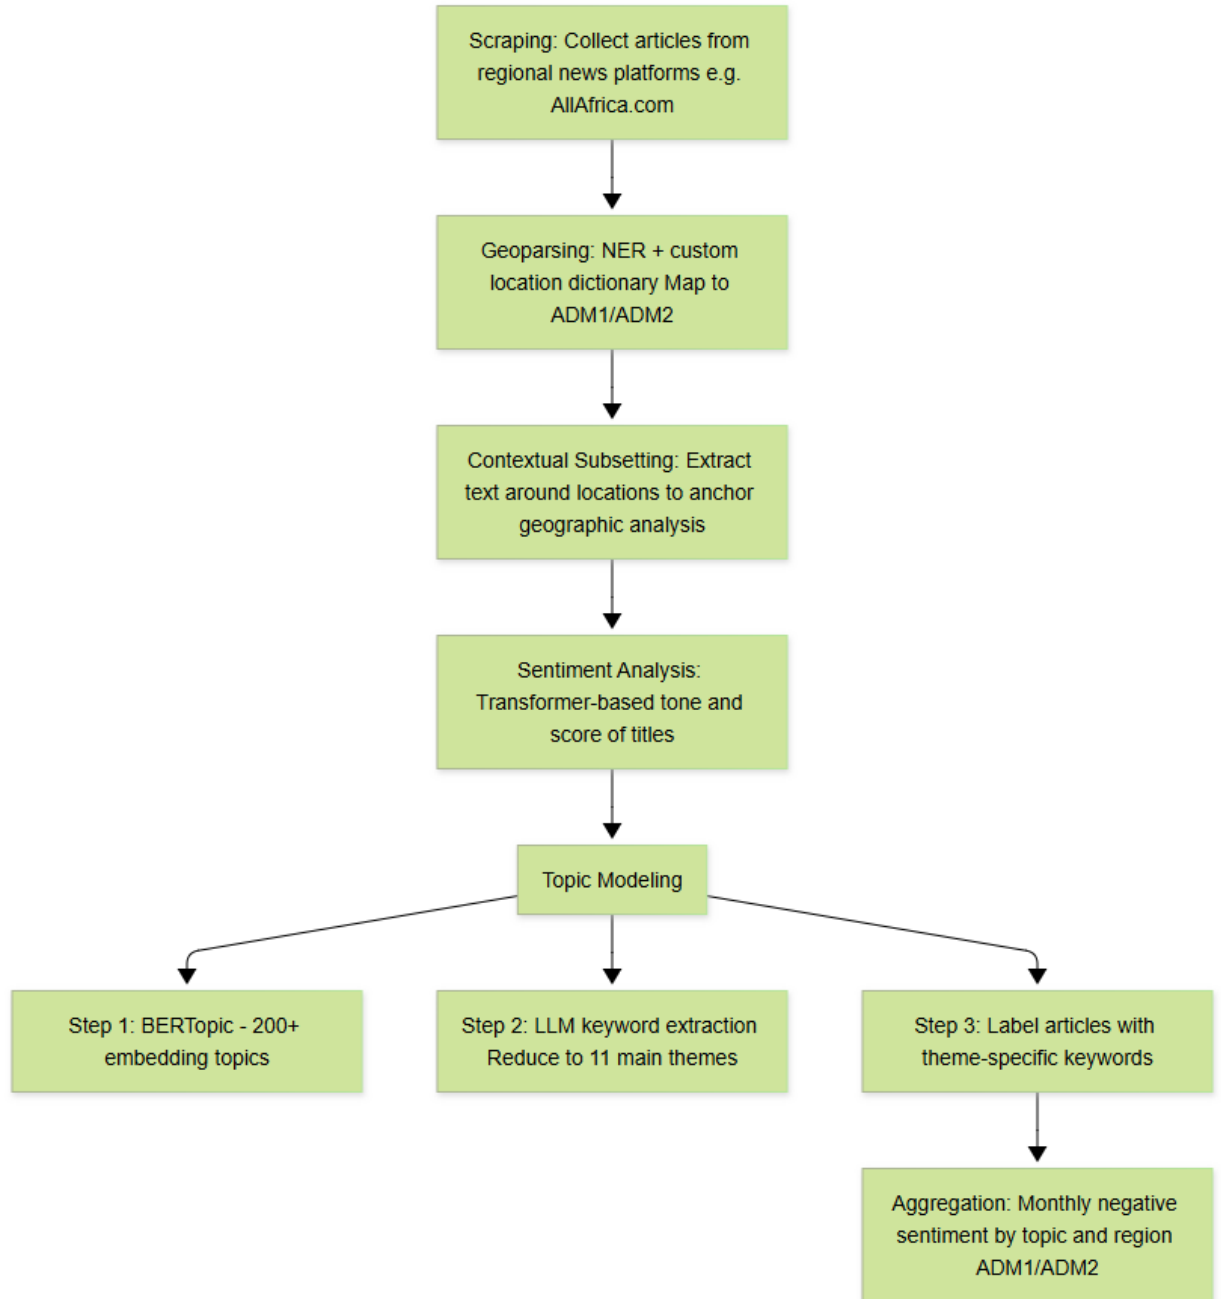 Scraping: Collect articles from
regional news platforms e.g.
AllAfrica.com
Geoparsing: NER + custom
location dictionary Map to
ADM1/ADM2
Contextual Subsetting: Extract
text around locations to anchor
geographic analysis
Sentiment Analysis:
Transformer-based tone and
score of titles
Topic Modeling
Step 1: BERTopic - 200+
embedding topics
Step 2: LLM keyword extraction
Reduce to 11 main themes
Step 3: Label articles with
theme-specific keywords
Aggregation: Monthly negative
sentiment by topic and region
ADM1/ADM2